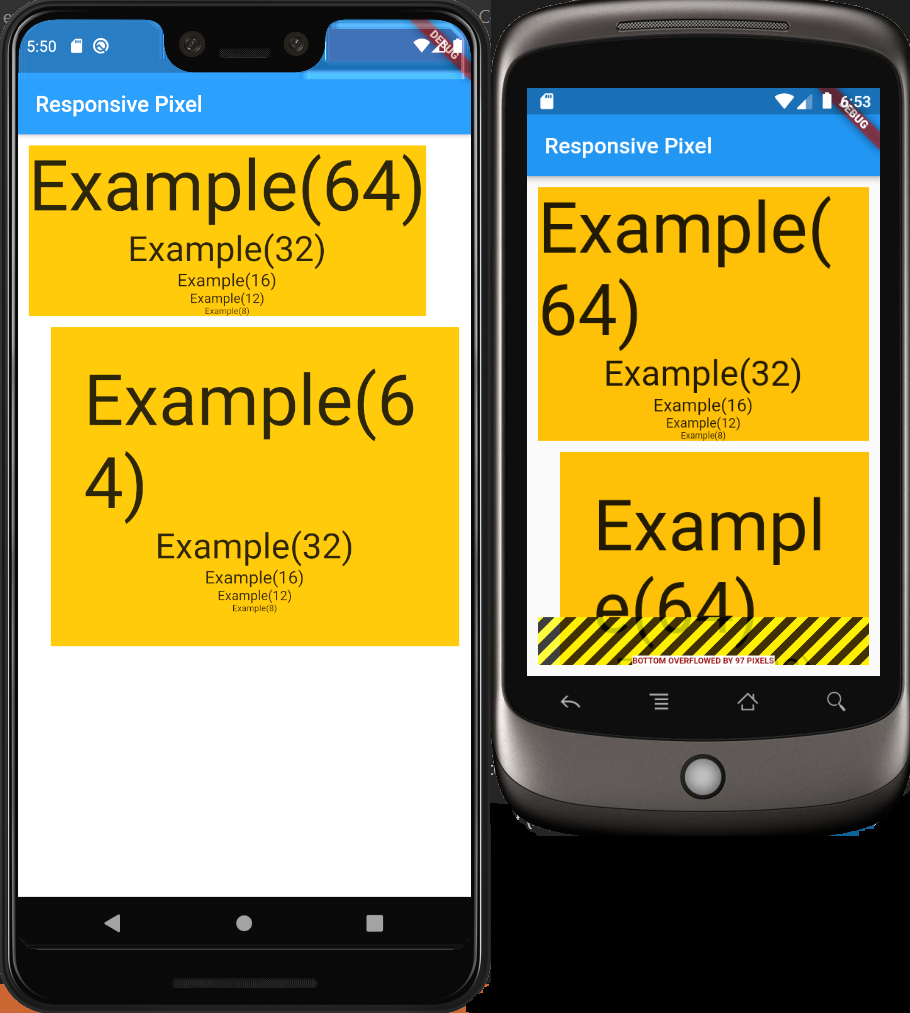 5:50
DEBUG
Responsive Pixel
Example(64)
Example(32)
Example(16)
Example(12)
Example(8)
Example(6
4)
Example(32)
Example(16)
Example(12)
Example(8)
6:53
DEBUG
Responsive Pixel
Example(
64)
Example(32)
Example(16)
Example(12)
Example(8)
Exampl
e(64)
BOTTOM OVERFLOWED BY 97 PIXELS